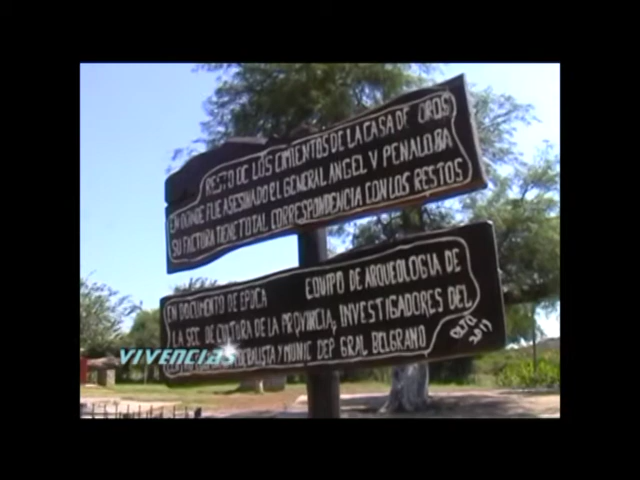 RESTO DE LOS CIMIENTOS DE LA CASA DE OROS
EN DONDE FUE ASESINADO EL GENERAL ANGEL V PEÑALOZA
SU FACTURA TIENE TOTAL CORRESPONDENCIA CON LOS RESTOS
EN DOCUMENTO DE EPOCA EQUIPO DE ARQUEOLOGIA DE
LA SEC DE CULTURA DE LA PROVINCIA, INVESTIGADORES DEL
Y MUNIC DEP GRAL BELGRANO
2011
VIVENCIAS